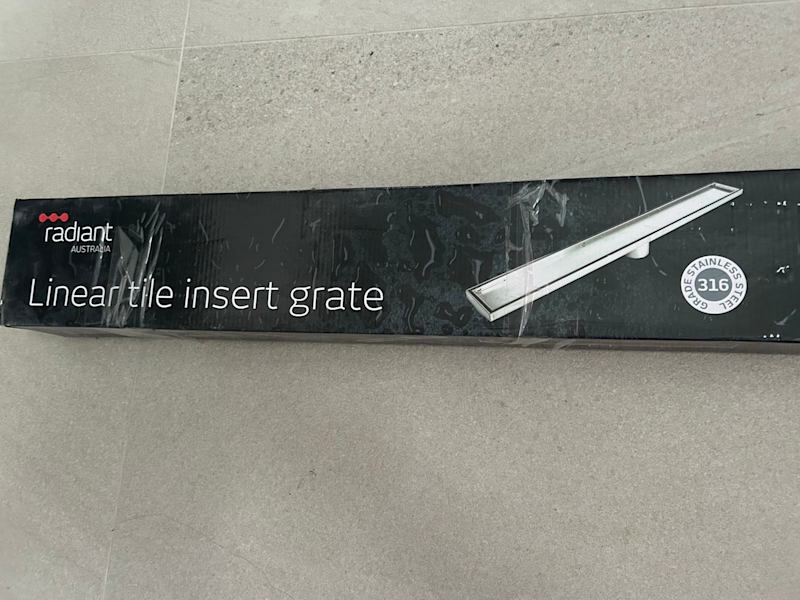 radiant
AUSTRALIA
Linear tile insert grate
GRADE STAINLESS STEEL
316